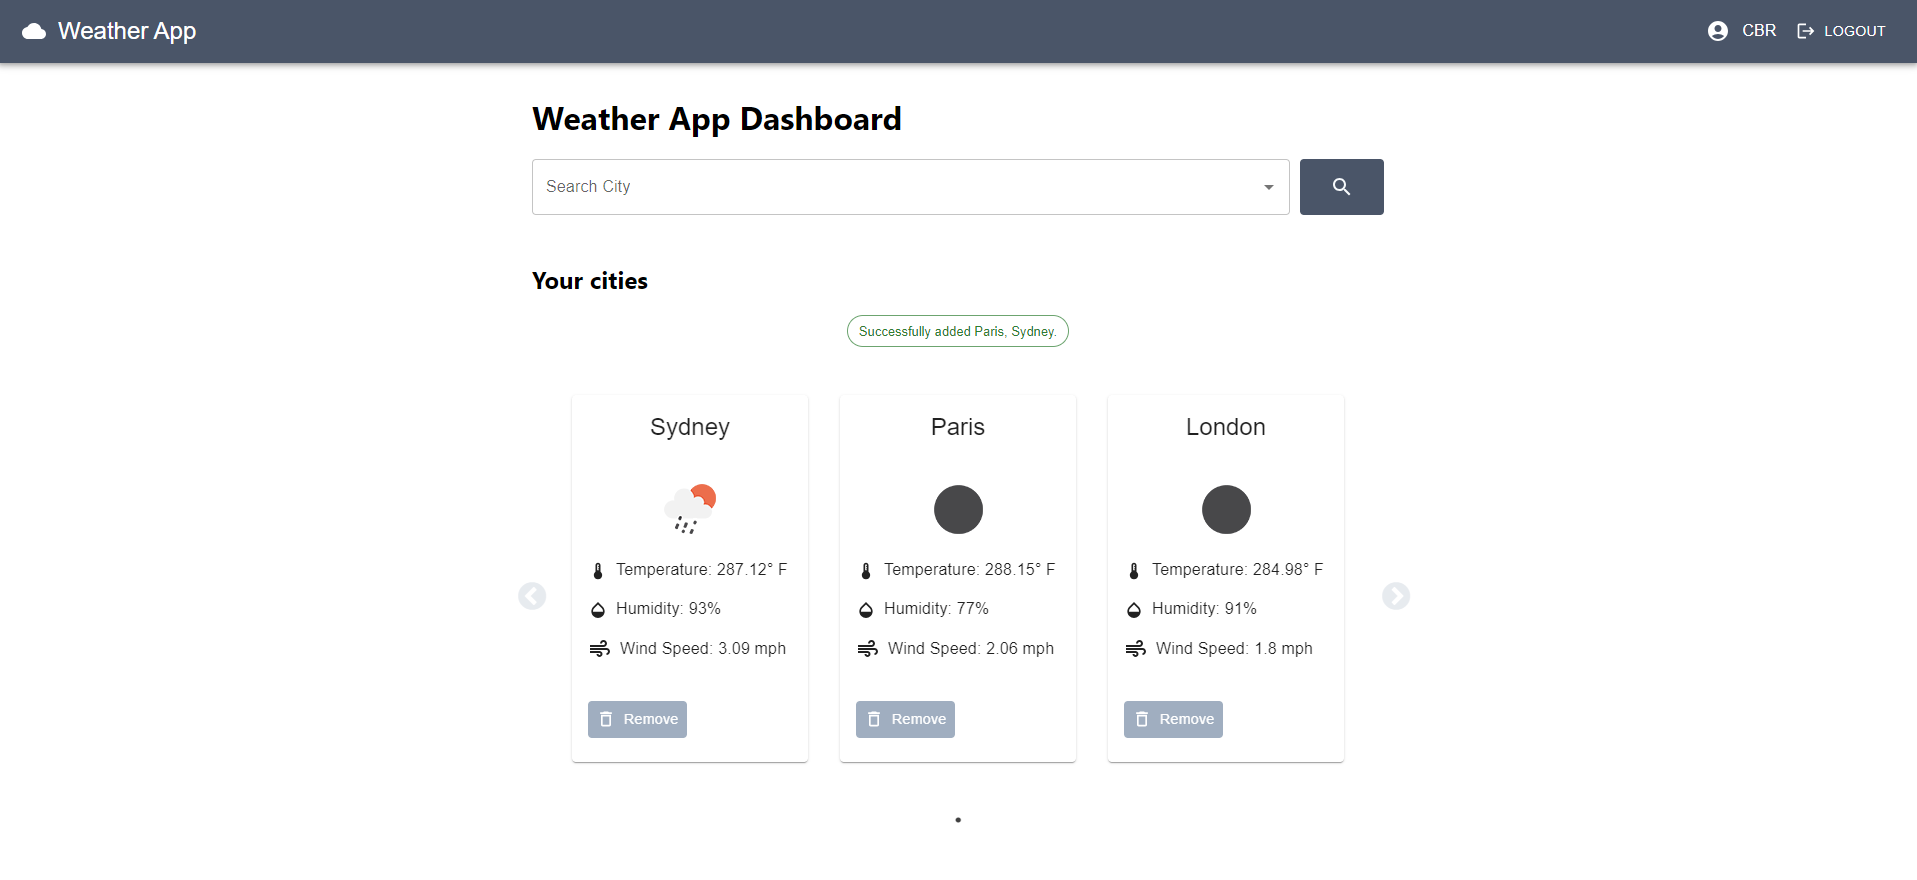 Weather App
CBR
LOGOUT
Weather App Dashboard
Search City
Your cities
Successfully added Paris, Sydney.
Sydney
Temperature: 287.12° F
Humidity: 93%
Wind Speed: 3.09 mph
Remove
Paris
Temperature: 288.15° F
Humidity: 77%
Wind Speed: 2.06 mph
Remove
London
Temperature: 284.98° F
Humidity: 91%
Wind Speed: 1.8 mph
Remove